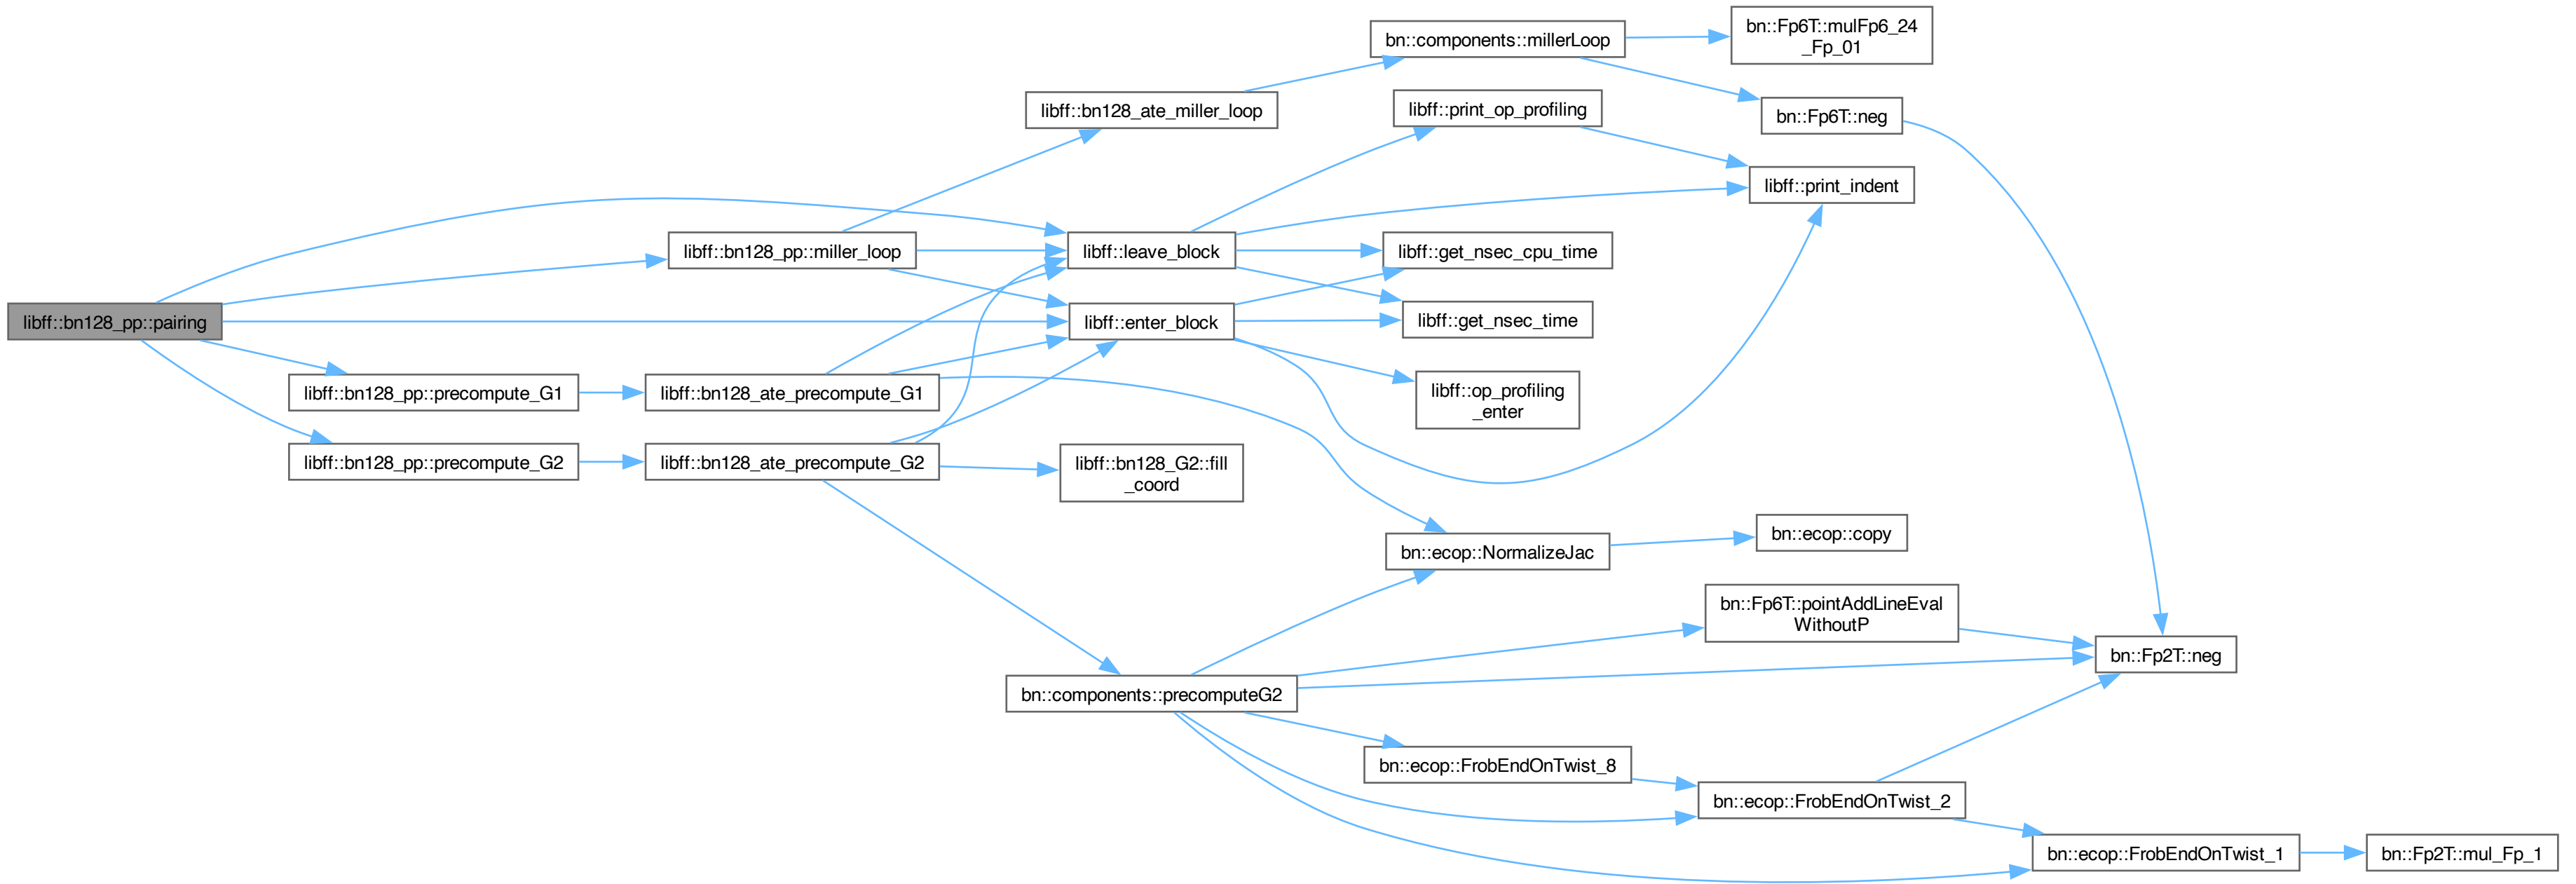 bn::Fp6T::mulFp6_24
_Fp_01
bn::components::millerLoop
libff::bn128_ate_miller_loop
libff::print_op_profiling
bn::Fp6T::neg
libff::print_indent
libff::bn128_pp::miller_loop
libff::leave_block
libff::get_nsec_cpu_time
libff::bn128_pp::pairing
libff::enter_block
libff::get_nsec_time
libff::bn128_pp::precompute_G1
libff::bn128_ate_precompute_G1
libff::op_profiling
_enter
libff::bn128_pp::precompute_G2
libff::bn128_ate_precompute_G2
libff::bn128_G2::fill
_coord
bn::ecop::NormalizeJac
bn::ecop::copy
bn::Fp6T::pointAddLineEval
WithoutP
bn::Fp2T::neg
bn::components::precomputeG2
bn::ecop::FrobEndOnTwist_8
bn::ecop::FrobEndOnTwist_2
bn::ecop::FrobEndOnTwist_1
bn::Fp2T::mul_Fp_1